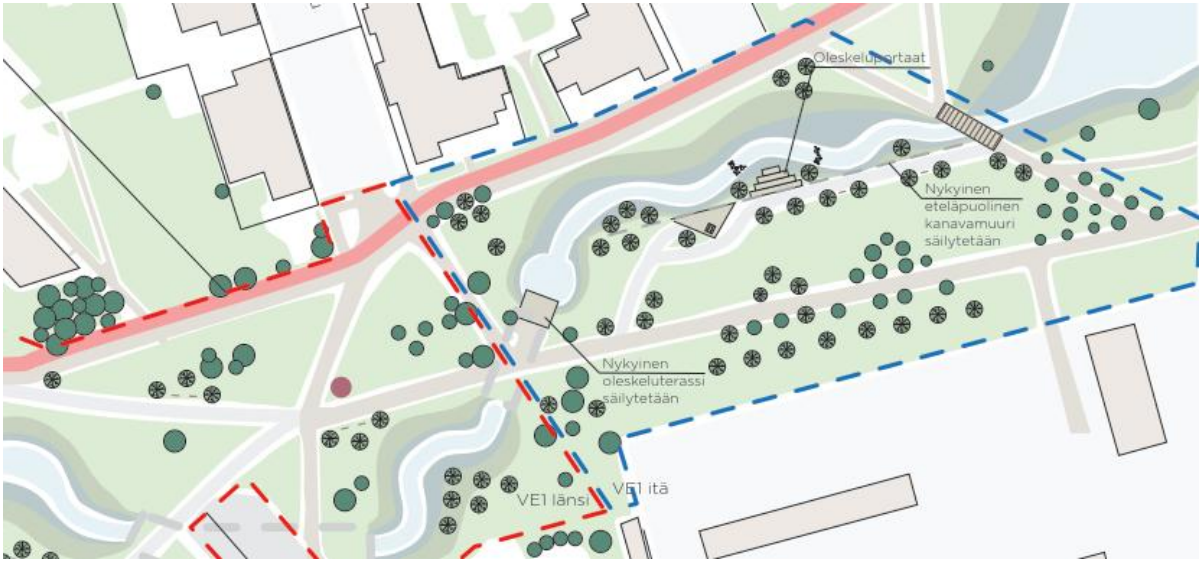 Oleskeluportaat
Nykyinen
eteläpuolinen
kanavamuuri
säilytetään
Nykyinen
oleskeluterassi
säilytetään
VE1 länsi
VE1 itä